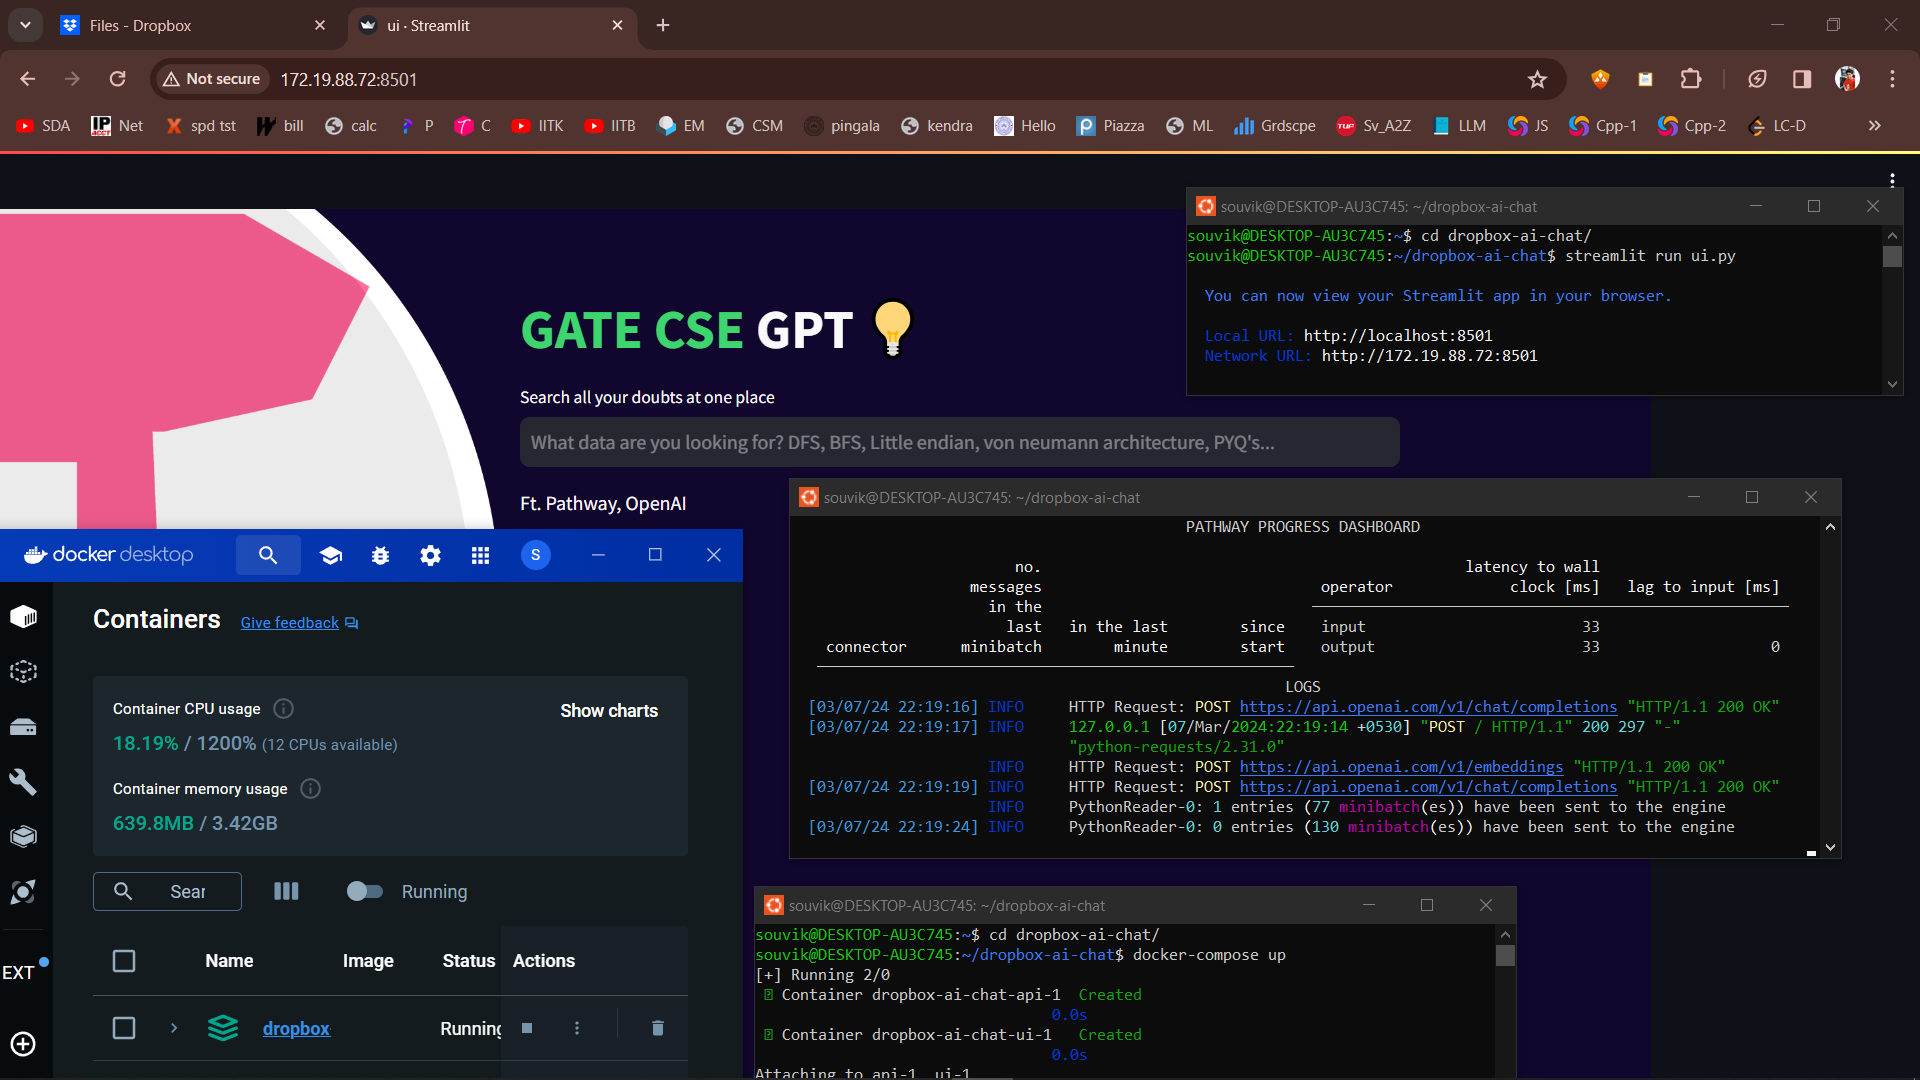 Files - Dropbox
ui · Streamlit
Not secure
172.19.88.72:8501
SDA
Net
spd tst
bill
calc
P
C
IITK
IITB
EM
CSM
pingala
kendra
Hello
Piazza
ML
Grdscpe
Sv_A2Z
LLM
JS
Cpp-1
Cpp-2
LC-D
souvik@DESKTOP-AU3C745: ~/dropbox-ai-chat
souvik@DESKTOP-AU3C745:~$ cd dropbox-ai-chat/
souvik@DESKTOP-AU3C745:~/dropbox-ai-chat$ streamlit run ui.py
You can now view your Streamlit app in your browser.
Local URL: http://localhost:8501
Network URL: http://172.19.88.72:8501
GATE CSE GPT
Search all your doubts at one place
What data are you looking for? DFS, BFS, Little endian, von neumann architecture, PYQ's...
Ft. Pathway, OpenAI
souvik@DESKTOP-AU3C745: ~/dropbox-ai-chat
PATHWAY PROGRESS DASHBOARD
no. latency to wall
messages operator clock [ms] lag to input [ms]
in the
last in the last since input 33
connector minibatch minute start output 33 0
LOGS
[03/07/24 22:19:16] INFO HTTP Request: POST https://api.openai.com/v1/chat/completions "HTTP/1.1 200 OK"
[03/07/24 22:19:17] INFO 127.0.0.1 [07/Mar/2024:22:19:14 +0530] "POST / HTTP/1.1" 200 297 "-"
"python-requests/2.31.0"
INFO HTTP Request: POST https://api.openai.com/v1/embeddings "HTTP/1.1 200 OK"
[03/07/24 22:19:19] INFO HTTP Request: POST https://api.openai.com/v1/chat/completions "HTTP/1.1 200 OK"
INFO PythonReader-0: 1 entries (77 minibatch(es)) have been sent to the engine
[03/07/24 22:19:24] INFO PythonReader-0: 0 entries (130 minibatch(es)) have been sent to the engine
docker desktop
S
Containers Give feedback
Container CPU usage
Show charts
18.19% / 1200% (12 CPUs available)
Container memory usage
639.8MB / 3.42GB
Sear
Running
Name Image Status Actions
dropbox Running
EXT
souvik@DESKTOP-AU3C745: ~/dropbox-ai-chat
souvik@DESKTOP-AU3C745:~$ cd dropbox-ai-chat/
souvik@DESKTOP-AU3C745:~/dropbox-ai-chat$ docker-compose up
[+] Running 2/0
Container dropbox-ai-chat-api-1 Created
0.0s
Container dropbox-ai-chat-ui-1 Created
0.0s
Attaching to api-1, ui-1